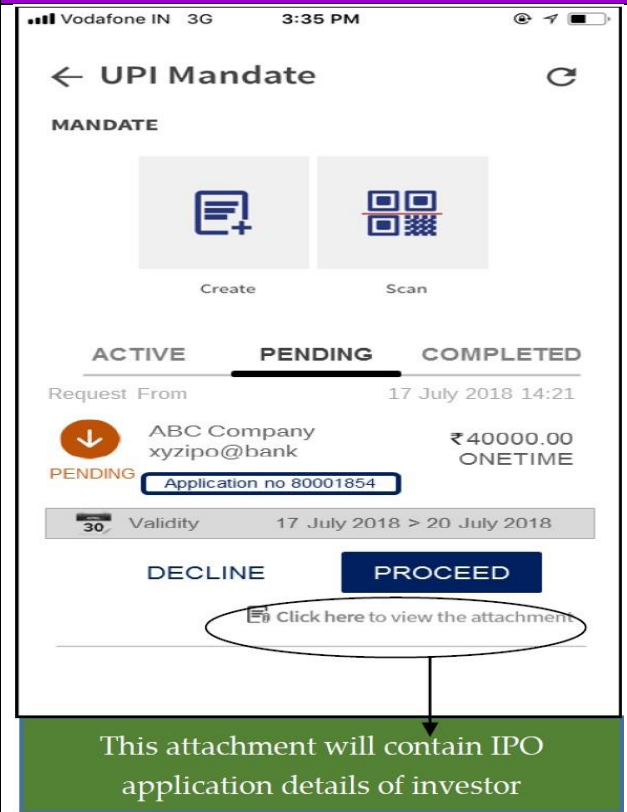 Vodafone IN 3G 3:35 PM
← UPI Mandate
MANDATE
Create Scan
ACTIVE PENDING COMPLETED
Request From 17 July 2018 14:21
ABC Company ₹40000.00
xyzipo@bank ONETIME
PENDING
Application no 80001854
30 Validity 17 July 2018 > 20 July 2018
DECLINE PROCEED
Click here to view the attachment
This attachment will contain IPO
application details of investor